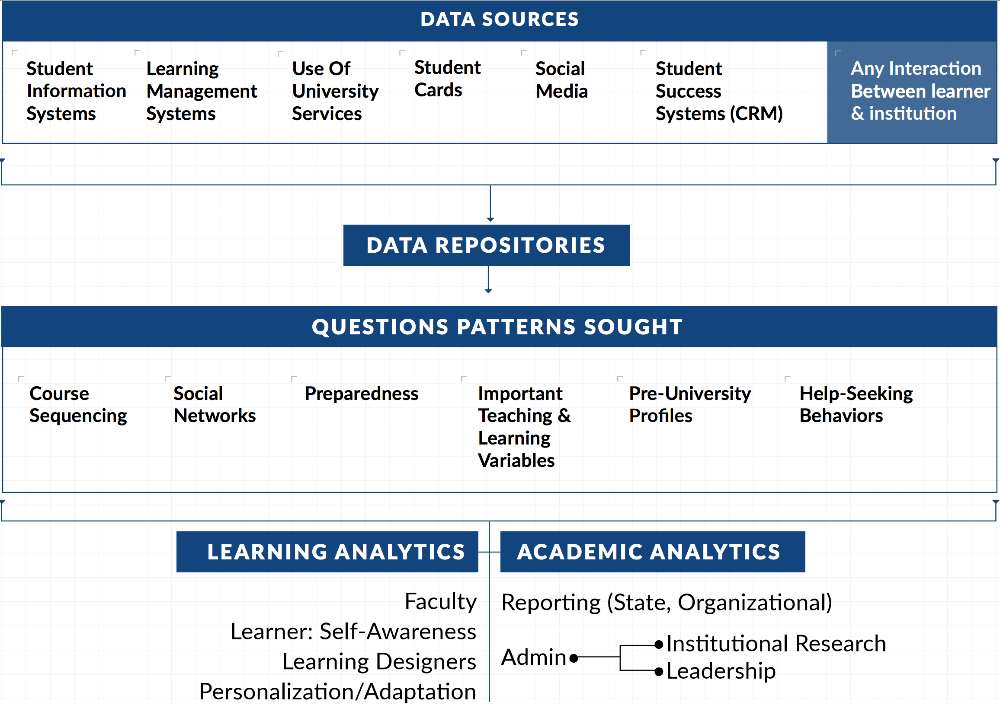 DATA SOURCES
Student
Information
Systems
Learning
Management
Systems
Use Of
University
Services
Student
Cards
Social
Media
Student
Success
Systems (CRM)
Any Interaction
Between learner
& institution
DATA REPOSITORIES
QUESTIONS PATTERNS SOUGHT
Course
Sequencing
Social
Networks
Preparedness
Important
Teaching &
Learning
Variables
Pre-University
Profiles
Help-Seeking
Behaviors
LEARNING ANALYTICS
Faculty
Learner: Self-Awareness
Learning Designers
Personalization/Adaptation
ACADEMIC ANALYTICS
Reporting (State, Organizational)
Admin
Institutional Research
Leadership